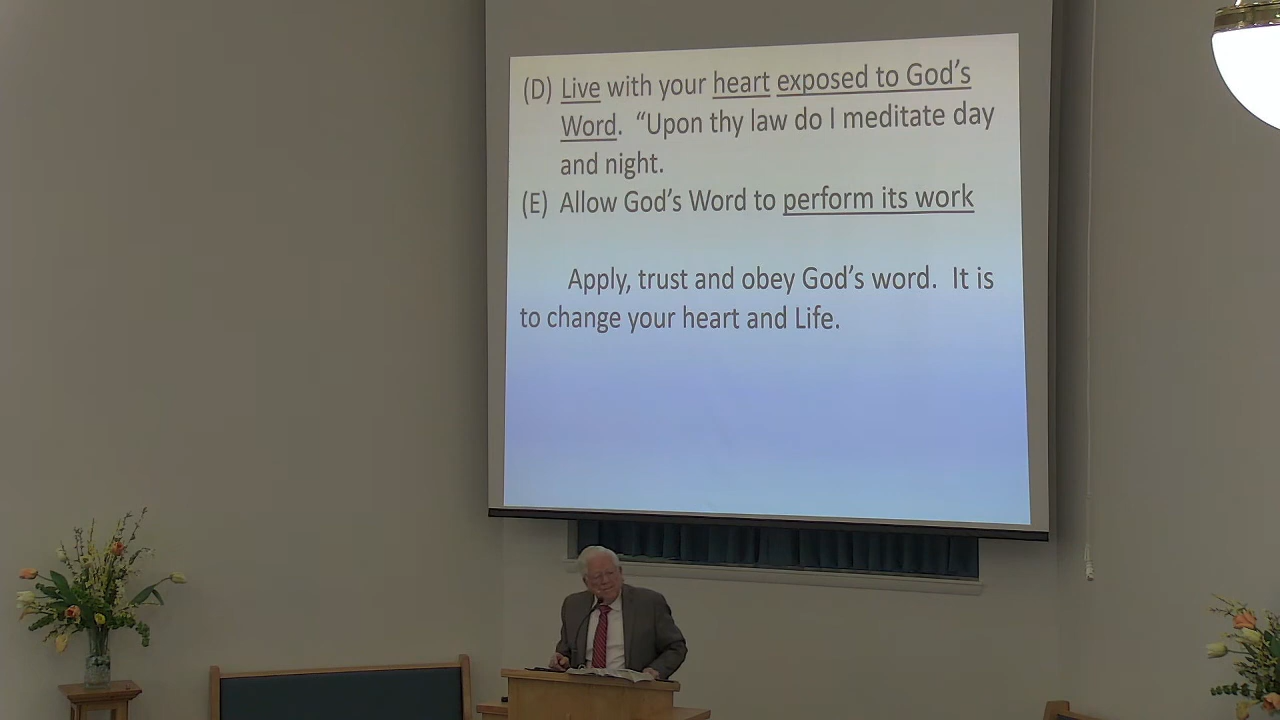 (D) Live with your heart exposed to God's
Word. “Upon thy law do I meditate day
and night.
(E) Allow God's Word to perform its work
Apply, trust and obey God's word. It is
to change your heart and Life.